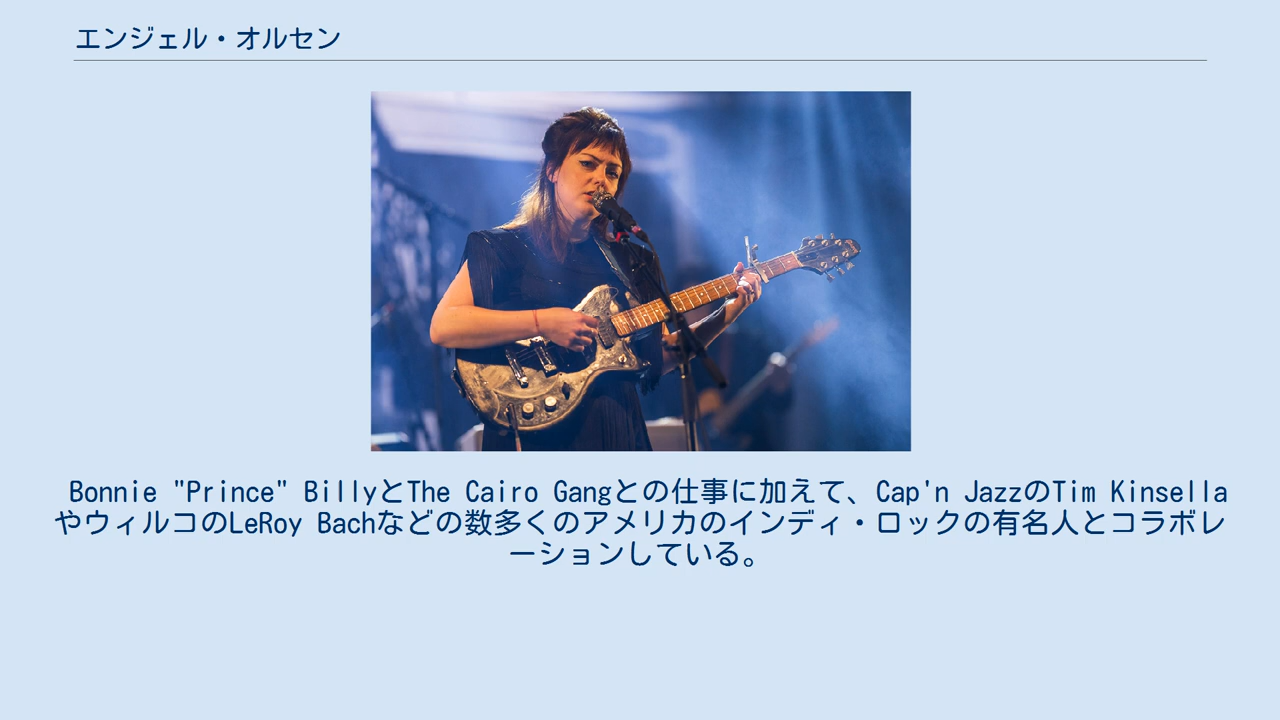 エンジェル・オルセン
Bonnie "Prince" BillyとThe Cairo Gangとの仕事に加えて、Cap'n JazzのTim Kinsella
やウィルコのLeRoy Bachなどの数多くのアメリカのインディ・ロックの有名人とコラボレ
ーションしている。